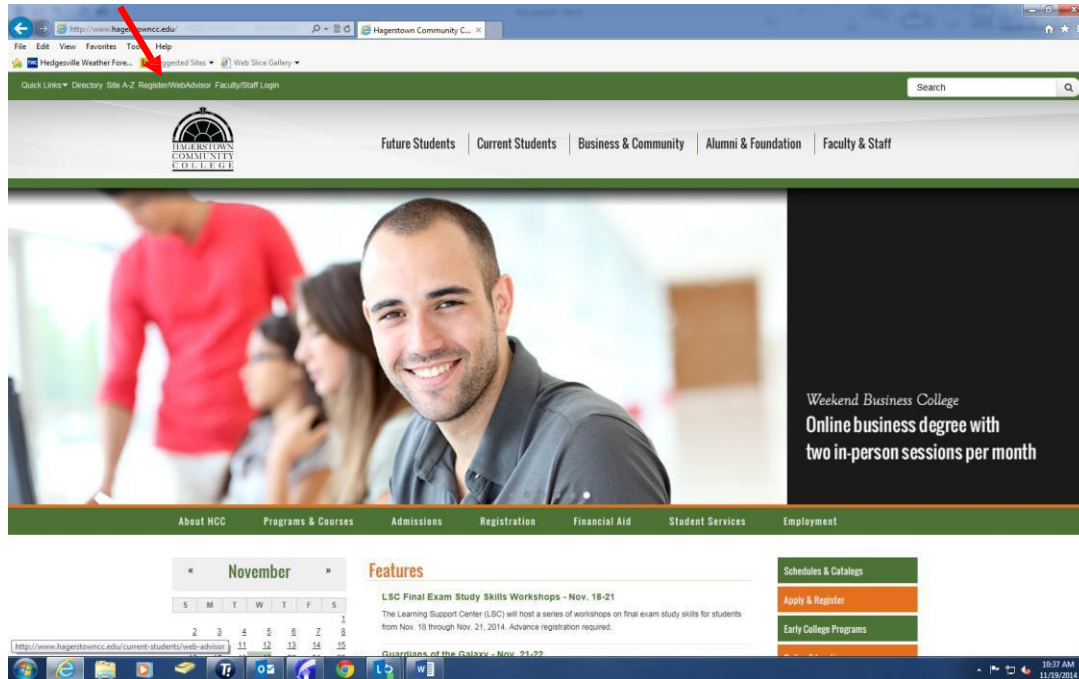 http://www.hagerstowncc.edu/
Hagerstown Community C...
File Edit View Favorites Tools Help
Hedgesville Weather Fore... Suggested Sites Web Slice Gallery
Quick Links Directory Site A-Z Register/WebAdvisor Faculty/Staff Login
Search
HAGERSTOWN
COMMUNITY
COLLEGE
Future Students Current Students Business & Community Alumni & Foundation Faculty & Staff
Weekend Business College
Online business degree with
two in-person sessions per month
About HCC Programs & Courses Admissions Registration Financial Aid Student Services Employment
« November »
S M T W T F S
1
2 3 4 5 6 7 8
11 12 13 14 15
Features
LSC Final Exam Study Skills Workshops - Nov. 18-21
The Learning Support Center (LSC) will host a series of workshops on final exam study skills for students
from Nov. 18 through Nov. 21, 2014. Advance registration required.
Guardians of the Galaxy - Nov. 21-22
Schedules & Catalogs
Apply & Register
Early College Programs
http://www.hagerstowncc.edu/current-students/web-advisor
10:37 AM
11/19/2014